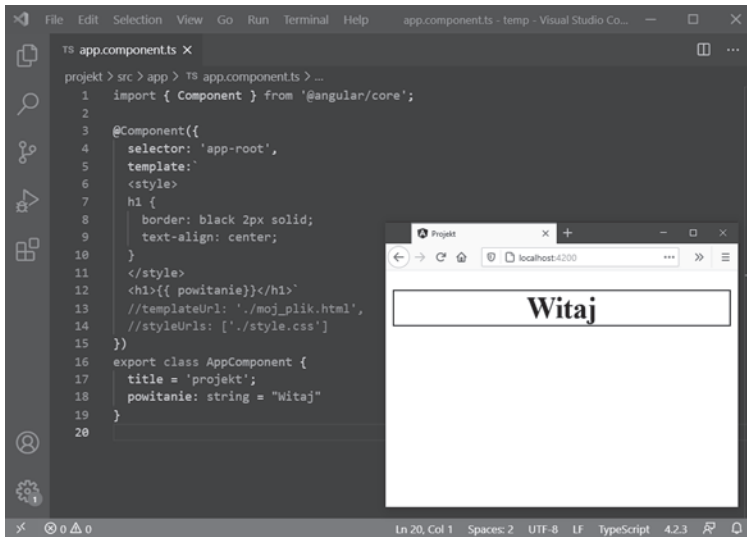 File Edit Selection View Go Run Terminal Help app.component.ts - temp - Visual Studio Co...
TS app.component.ts
projekt > src > app > TS app.component.ts > ...
1 import { Component } from '@angular/core';
2
3 @Component({
4 selector: 'app-root',
5 template:`
6 <style>
7 h1 {
8 border: black 2px solid;
9 text-align: center;
10 }
11 </style>
12 <h1>{{ powitanie}}</h1>`
13 //templateUrl: './moj_plik.html',
14 //styleUrls: ['./style.css']
15 })
16 export class AppComponent {
17 title = 'projekt';
18 powitanie: string = "Witaj"
19 }
20
Projekt
localhost:4200
Witaj
1
0 0 Ln 20, Col 1 Spaces: 2 UTF-8 LF TypeScript 4.2.3